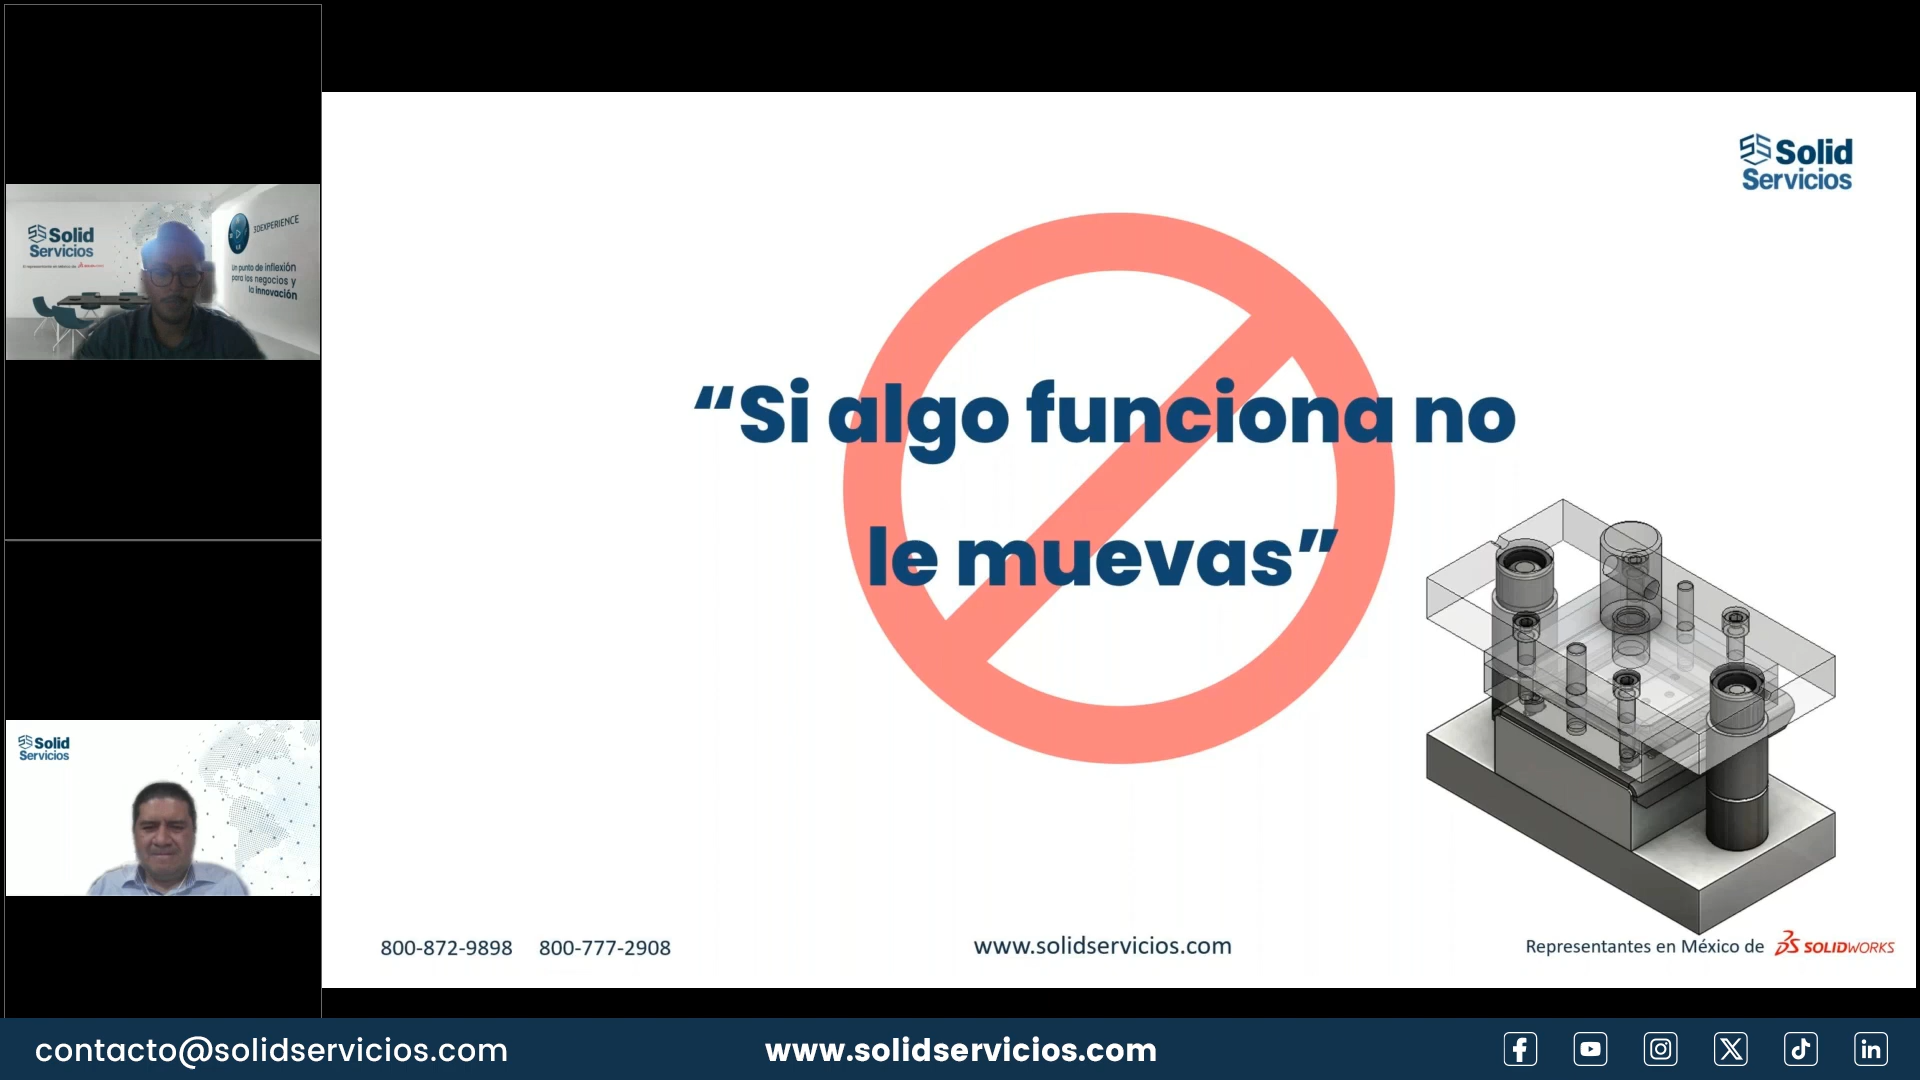 Solid
Servicios
3DEXPERIENCE
Un punto de inflexión
para los negocios y
la innovación
Solid
Servicios
Solid
Servicios
“Si algo funciona no
le muevas”
800-872-9898 800-777-2908
www.solidservicios.com
Representantes en México de SOLIDWORKS
contacto@solidservicios.com
www.solidservicios.com